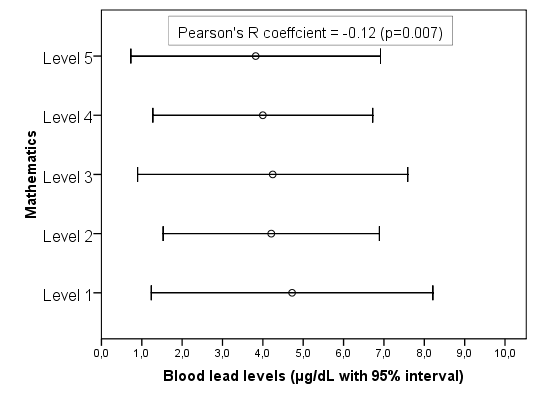 Pearson's R coeffcient = -0.12 (p=0.007)
Mathematics
Level 5
Level 4
Level 3
Level 2
Level 1
0,0 1,0 2,0 3,0 4,0 5,0 6,0 7,0 8,0 9,0 10,0
Blood lead levels (µg/dL with 95% interval)